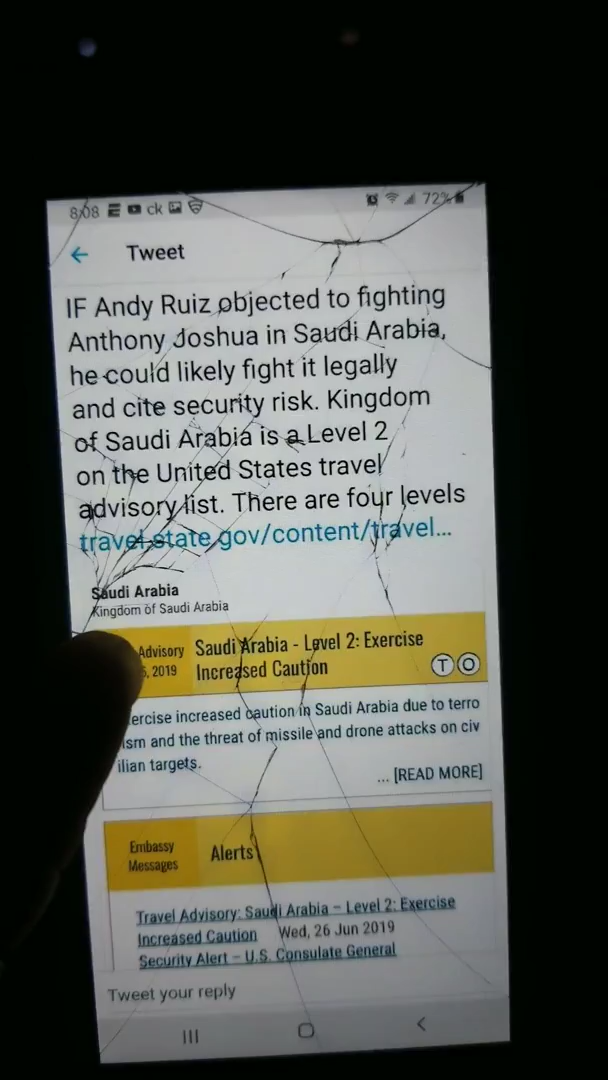 8:08 ck 72%
Tweet
IF Andy Ruiz objected to fighting
Anthony Joshua in Saudi Arabia,
he could likely fight it legally
and cite security risk. Kingdom
of Saudi Arabia is a Level 2
on the United States travel
advisory list. There are four levels
travel.state.gov/content/travel...
Saudi Arabia
Kingdom of Saudi Arabia
Advisory
, 2019
Saudi Arabia - Level 2: Exercise
Increased Caution
T O
ercise increased caution in Saudi Arabia due to terro
ism and the threat of missile and drone attacks on civ
ilian targets.
... [READ MORE]
Embassy
Messages
Alerts
Travel Advisory: Saudi Arabia – Level 2: Exercise
Increased Caution Wed, 26 Jun 2019
Security Alert – U.S. Consulate General
Tweet your reply